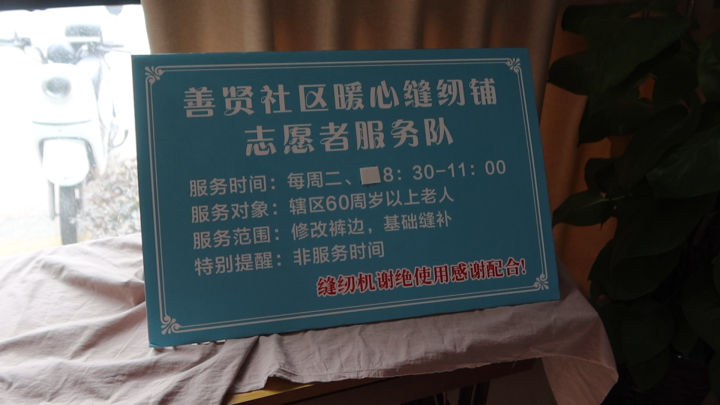 善贤社区暖心缝纫铺
志愿者服务队
服务时间：每周二、 8：30-11：00
服务对象：辖区60周岁以上老人
服务范围：修改裤边，基础缝补
特别提醒：非服务时间
缝纫机谢绝使用感谢配合!